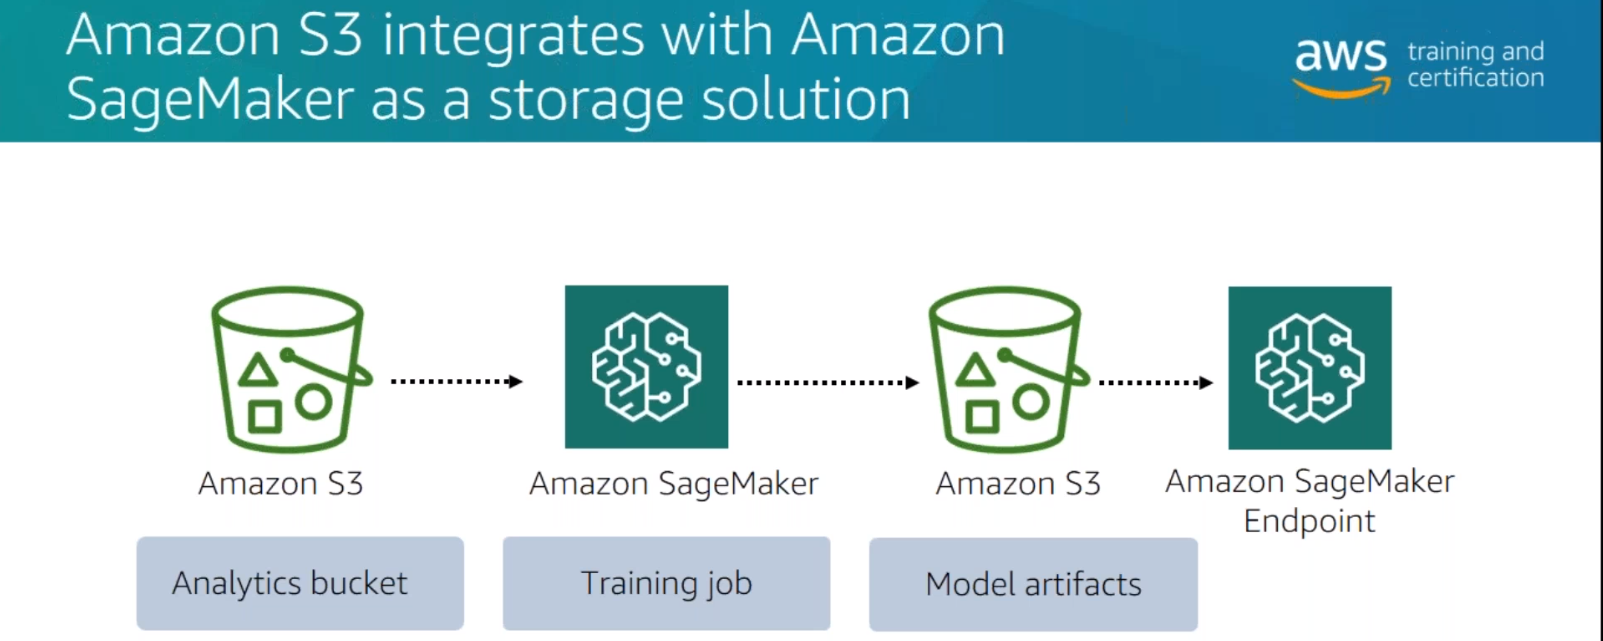 Amazon S3 integrates with Amazon
SageMaker as a storage solution
aws training and
certification
Amazon S3
Amazon SageMaker
Amazon S3
Amazon SageMaker
Endpoint
Analytics bucket
Training job
Model artifacts